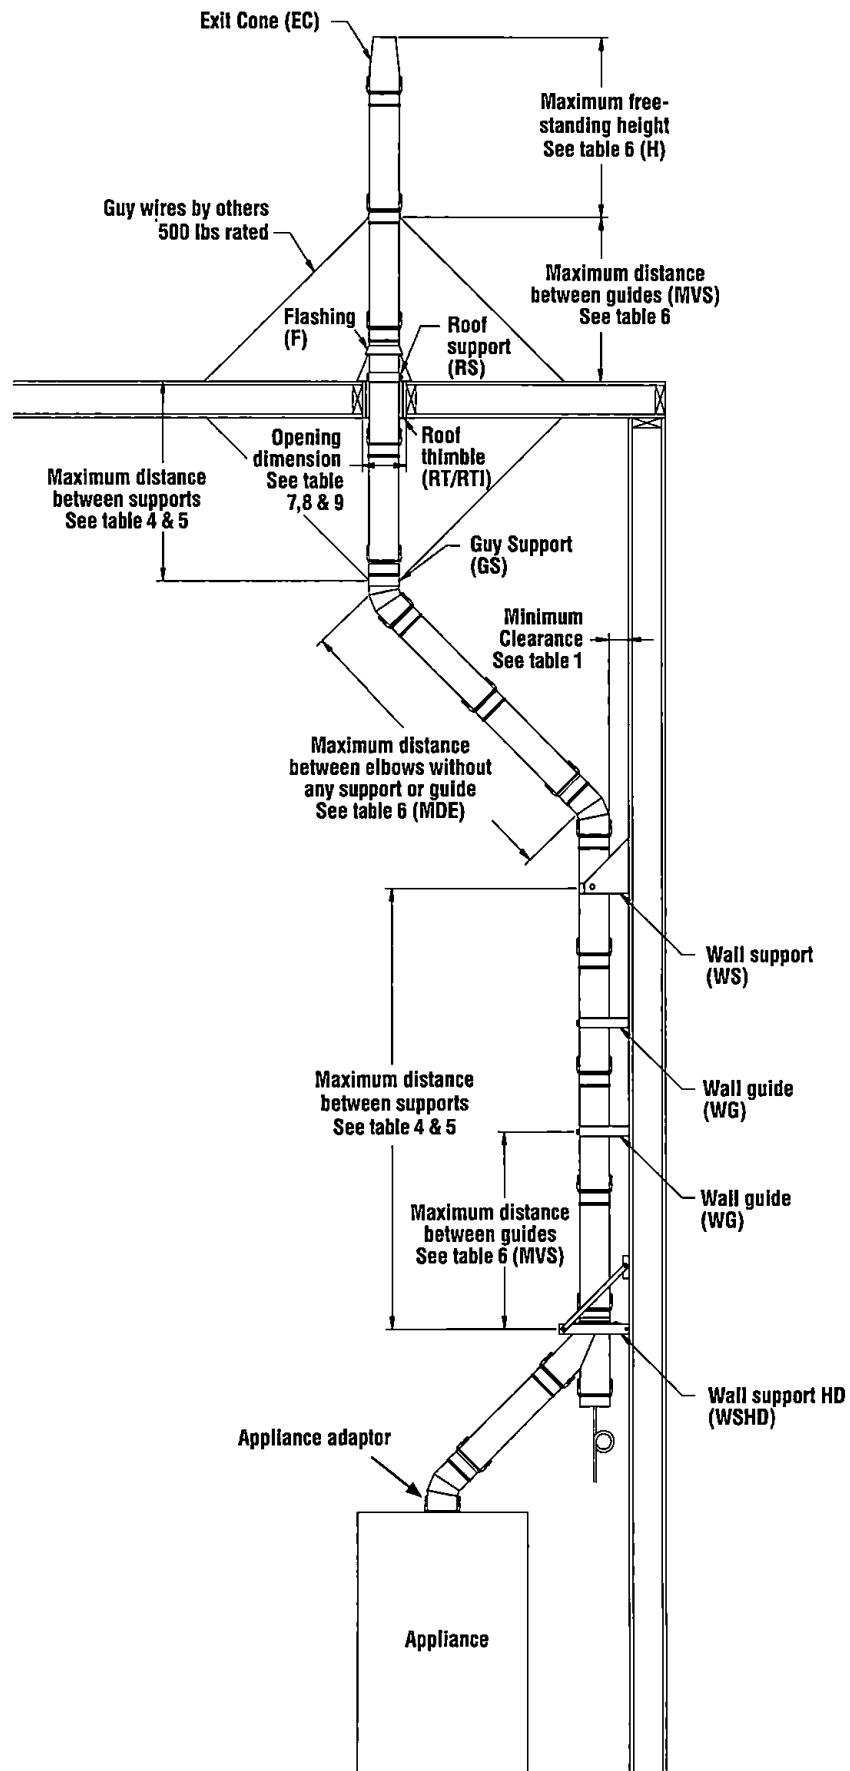 Exit Cone (EC)
Maximum free-
standing height
See table 6 (H)
Guy wires by others
500 lbs rated
Maximum distance
between guides (MVS)
See table 6
Flashing
(F)
Roof
support
(RS)
Opening
dimension
See table
7,8 & 9
Roof
thimble
(RT/RTI)
Maximum distance
between supports
See table 4 & 5
Guy Support
(GS)
Minimum
Clearance
See table 1
Maximum distance
between elbows without
any support or guide
See table 6 (MDE)
Wall support
(WS)
Maximum distance
between supports
See table 4 & 5
Wall guide
(WG)
Wall guide
(WG)
Maximum distance
between guides
See table 6 (MVS)
Wall support HD
(WSHD)
Appliance adaptor
Appliance